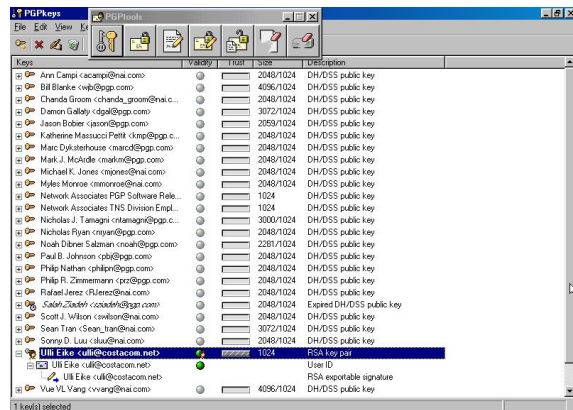 PGPkeys
PGPtools
File Edit View Ke
Keys Validity Trust Size Description
Ann Campi <acampi@nai.com> 2048/1024 DH/DSS public key
Bill Blanke <wjb@pgp.com> 4096/1024 DH/DSS public key
Chanda Groom <chanda_groom@nai.c... 2048/1024 DH/DSS public key
Damon Gallaty <dgal@pgp.com> 3072/1024 DH/DSS public key
Jason Bobier <jason@pgp.com> 2059/1024 DH/DSS public key
Katherine Massucci Pettit <kmp@pgp.c... 2048/1024 DH/DSS public key
Marc Dyksterhouse <marcd@pgp.com> 2048/1024 DH/DSS public key
Mark J. McArdle <markm@pgp.com> 2048/1024 DH/DSS public key
Michael K. Jones <mjones@nai.com> 2048/1024 DH/DSS public key
Myles Monroe <mmonroe@nai.com> 2048/1024 DH/DSS public key
Network Associates PGP Software Rele... 1024 DH/DSS public key
Network Associates TNS Division Empl... 1024 DH/DSS public key
Nicholas J. Tamagni <ntamagni@pgp.c... 3000/1024 DH/DSS public key
Nicholas Ryan <nryan@pgp.com> 2048/1024 DH/DSS public key
Noah Dibner Salzman <noah@pgp.com> 2281/1024 DH/DSS public key
Paul B. Johnson <pbj@pgp.com> 2048/1024 DH/DSS public key
Philip Nathan <philipn@pgp.com> 2048/1024 DH/DSS public key
Philip R. Zimmermann <prz@pgp.com> 2048/1024 DH/DSS public key
Rafael Jerez <RJerez@nai.com> 2048/1024 DH/DSS public key
Salah Ziadeh 2048/1024 Expired DH/DSS public key
Scott J. Wilson <swilson@nai.com> 2048/1024 DH/DSS public key
Sean Tran <Sean_tran@nai.com> 3072/1024 DH/DSS public key
Sonny D. Luu <sluu@nai.com> 2048/1024 DH/DSS public key
Ulli Eike <ulli@costacom.net> 1024 RSA key pair
Ulli Eike <ulli@costacom.net> User ID
Ulli Eike <ulli@costacom.net> RSA exportable signature
Vue VL Vang <vvang@nai.com> 4096/1024 DH/DSS public key
1 key(s) selected